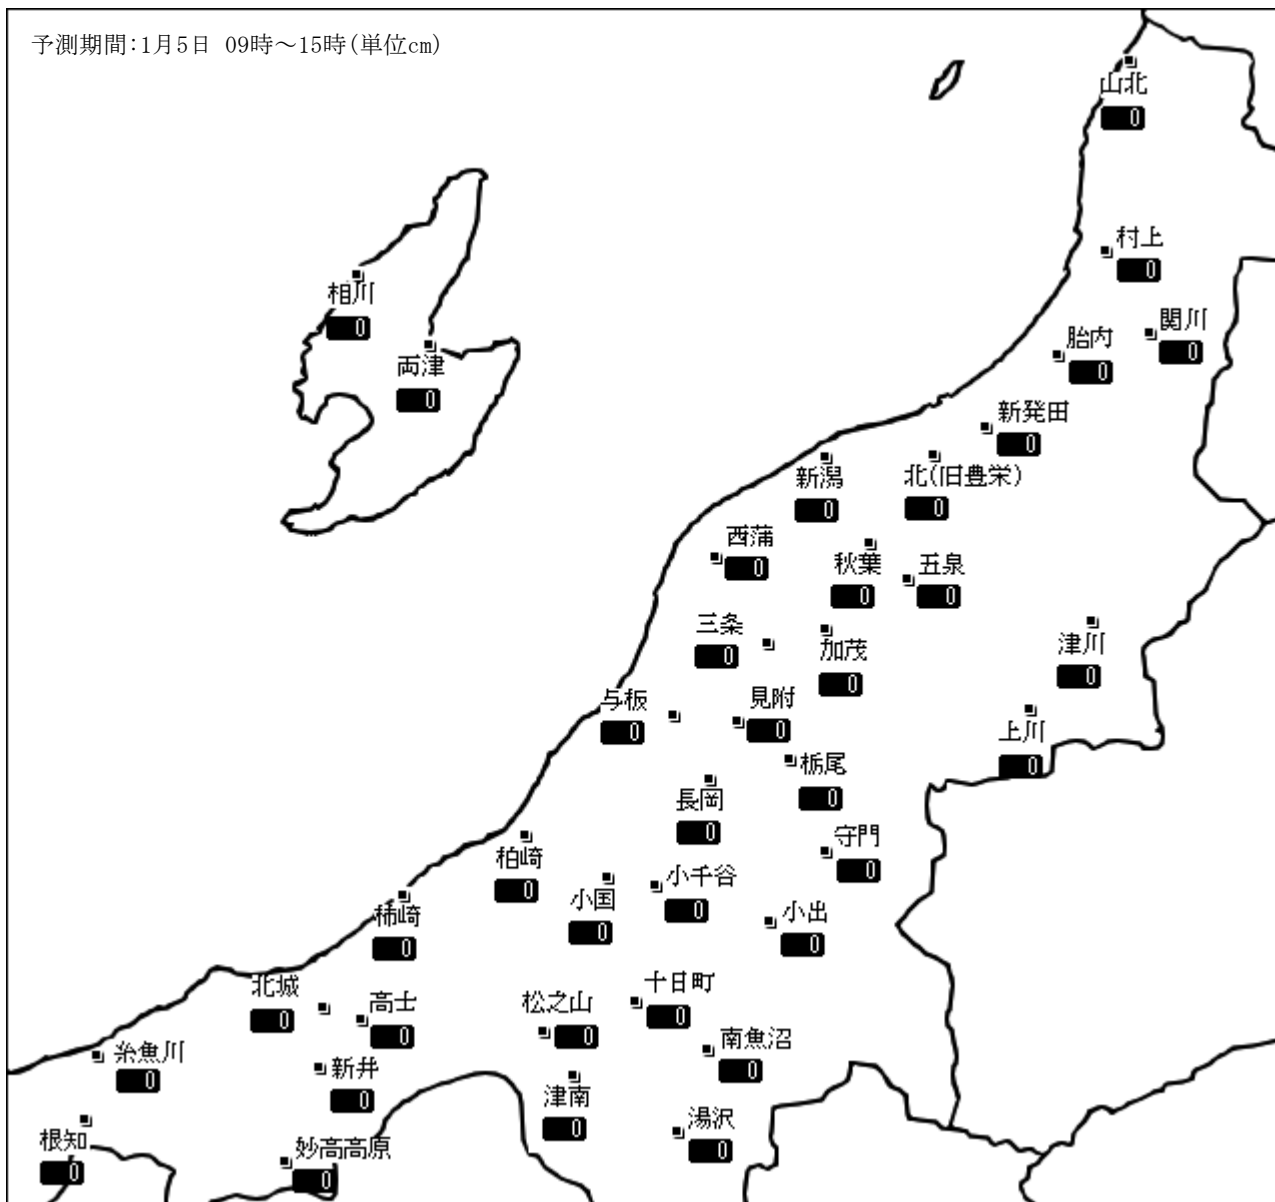 予測期間:1月5日 09時～15時(単位cm)
山北
0
村上
0
相川
0
関川
0
胎内
0
両津
0
新発田
0
新潟
0
北(旧豊栄)
0
西蒲
0
秋葉
0
五泉
0
三条
0
加茂
0
津川
0
与板
0
見附
0
上川
0
栃尾
0
長岡
0
守門
0
柏崎
0
小千谷
0
小国
0
小出
0
柿崎
0
北城
0
高士
0
松之山
0
十日町
0
南魚沼
0
糸魚川
0
新井
0
津南
0
湯沢
0
根知
0
妙高高原
0